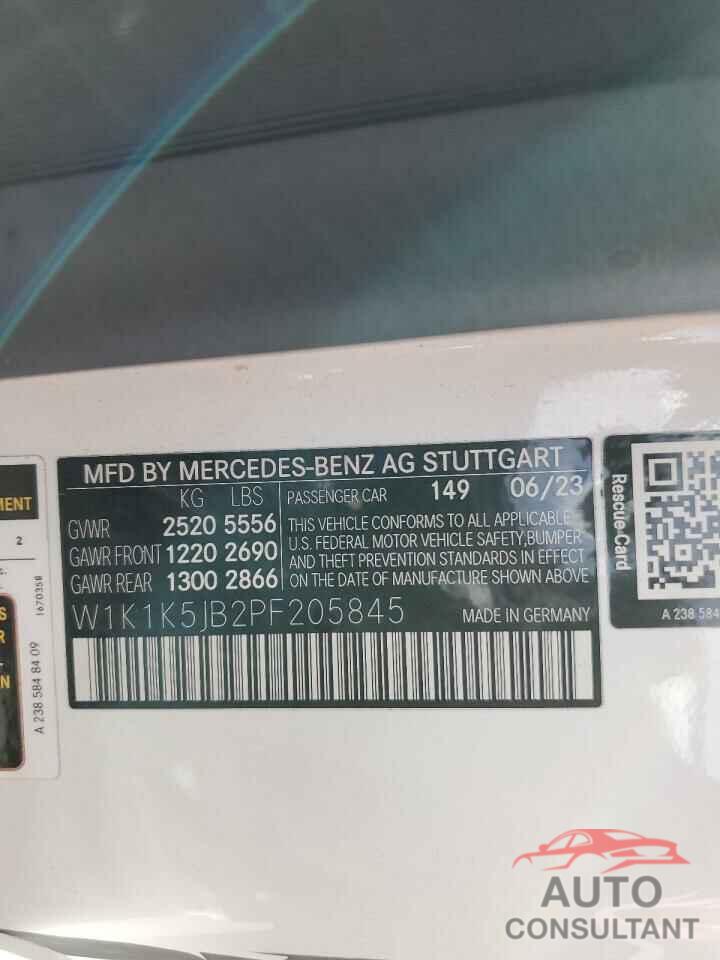 MFD BY MERCEDES-BENZ AG STUTTGART
KG LBS PASSENGER CAR 149 06/23
GVWR 2520 5556
GAWR FRONT 1220 2690
GAWR REAR 1300 2866
THIS VEHICLE CONFORMS TO ALL APPLICABLE
U.S. FEDERAL MOTOR VEHICLE SAFETY,BUMPER
AND THEFT PREVENTION STANDARDS IN EFFECT
ON THE DATE OF MANUFACTURE SHOWN ABOVE
W1K1K5JB2PF205845 MADE IN GERMANY
2
1670358
A 238 584 84 09
Rescue-Card
A 238 584
AUTO
CONSULTANT